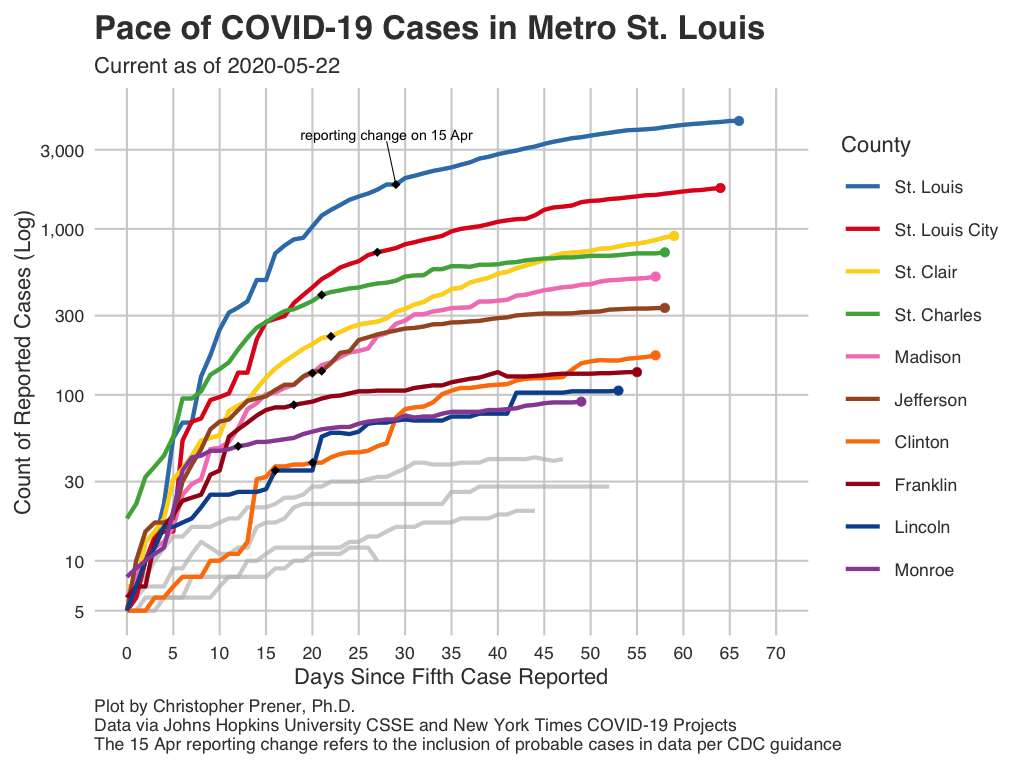 Pace of COVID-19 Cases in Metro St. Louis
Current as of 2020-05-22
reporting change on 15 Apr
Count of Reported Cases (Log)
3,000
1,000
300
100
30
10
5
0 5 10 15 20 25 30 35 40 45 50 55 60 65 70
Days Since Fifth Case Reported
County
St. Louis
St. Louis City
St. Clair
St. Charles
Madison
Jefferson
Clinton
Franklin
Lincoln
Monroe
Plot by Christopher Prener, Ph.D.
Data via Johns Hopkins University CSSE and New York Times COVID-19 Projects
The 15 Apr reporting change refers to the inclusion of probable cases in data per CDC guidance